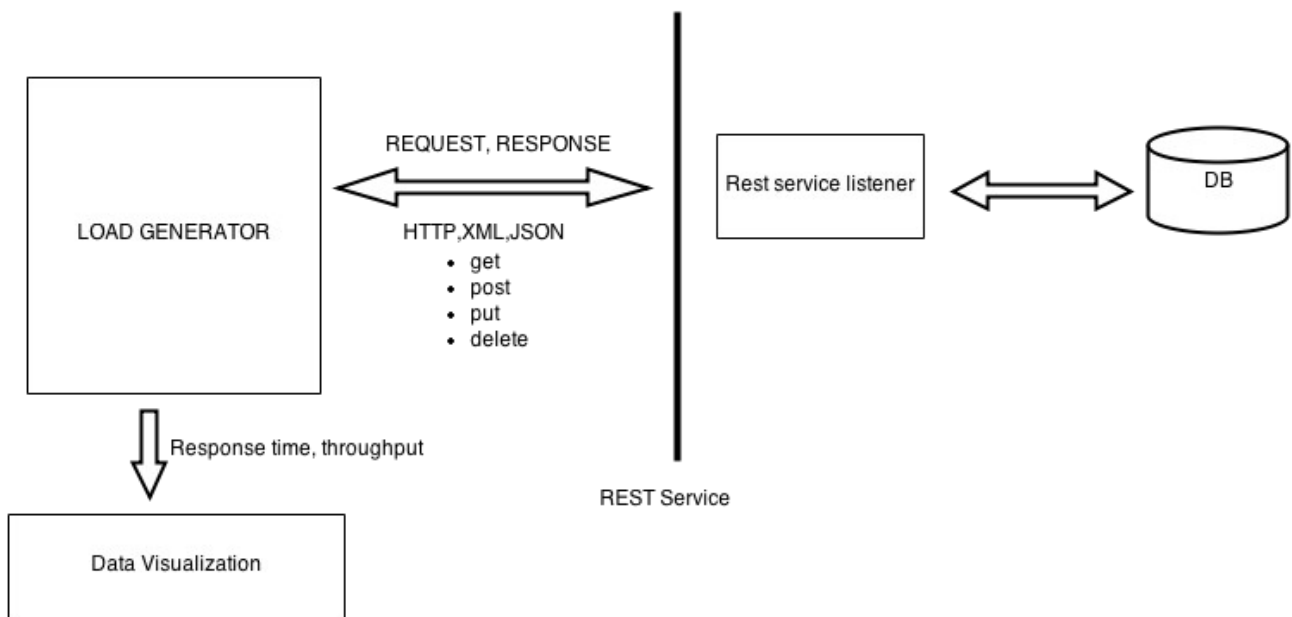 REQUEST, RESPONSE
LOAD GENERATOR
HTTP,XML,JSON
• get
• post
• put
• delete
Rest service listener
DB
Response time, throughput
REST Service
Data Visualization